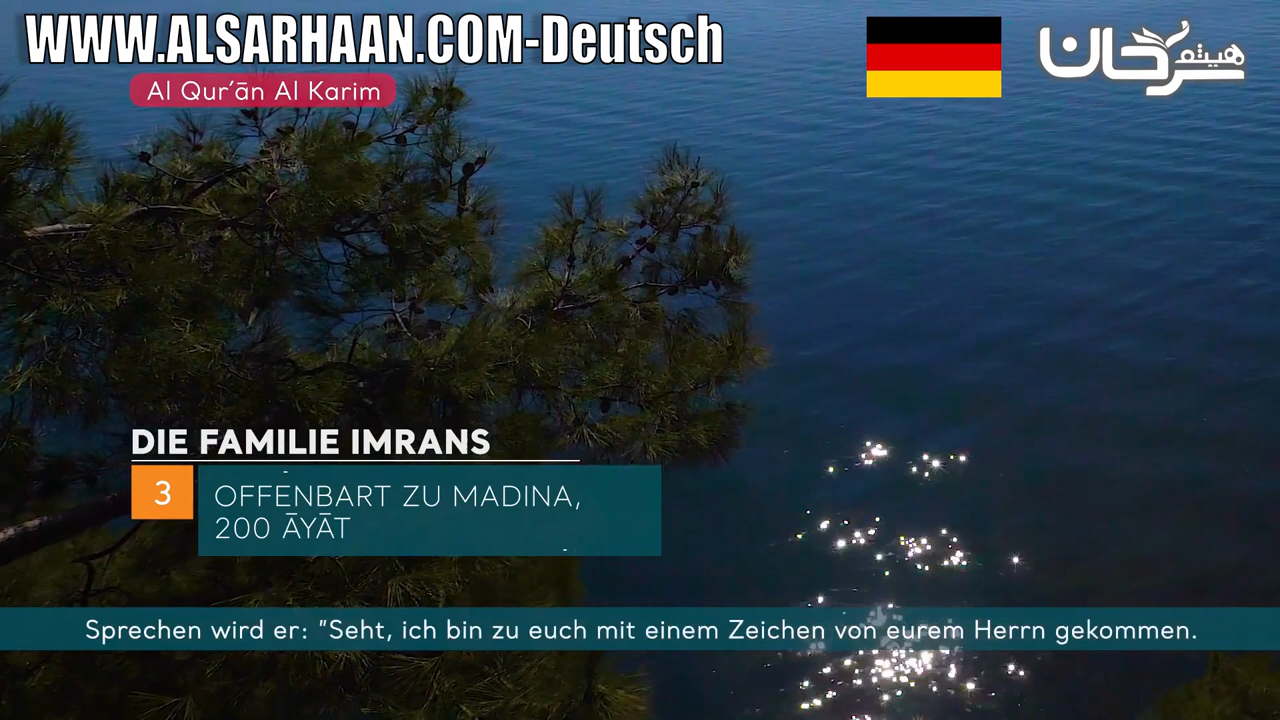 WWW.ALSARHAAN.COM-Deutsch
Al Qur’ān Al Karim
هيثم سرحان
DIE FAMILIE IMRANS
3
OFFENBART ZU MADINA,
200 ĀYĀT
Sprechen wird er: "Seht, ich bin zu euch mit einem Zeichen von eurem Herrn gekommen.